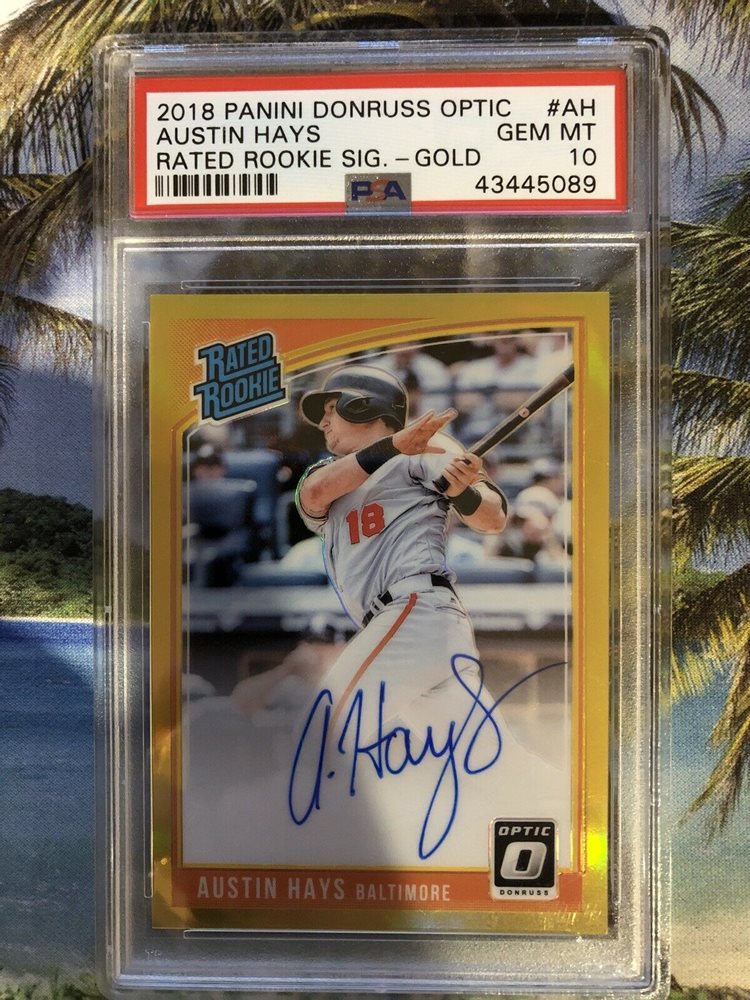 2018 PANINI DONRUSS OPTIC #AH
AUSTIN HAYS GEM MT
RATED ROOKIE SIG. – GOLD 10
PSA 43445089
RATED
ROOKIE
18
A. Hays
OPTIC
O
DONRUSS
AUSTIN HAYS BALTIMORE